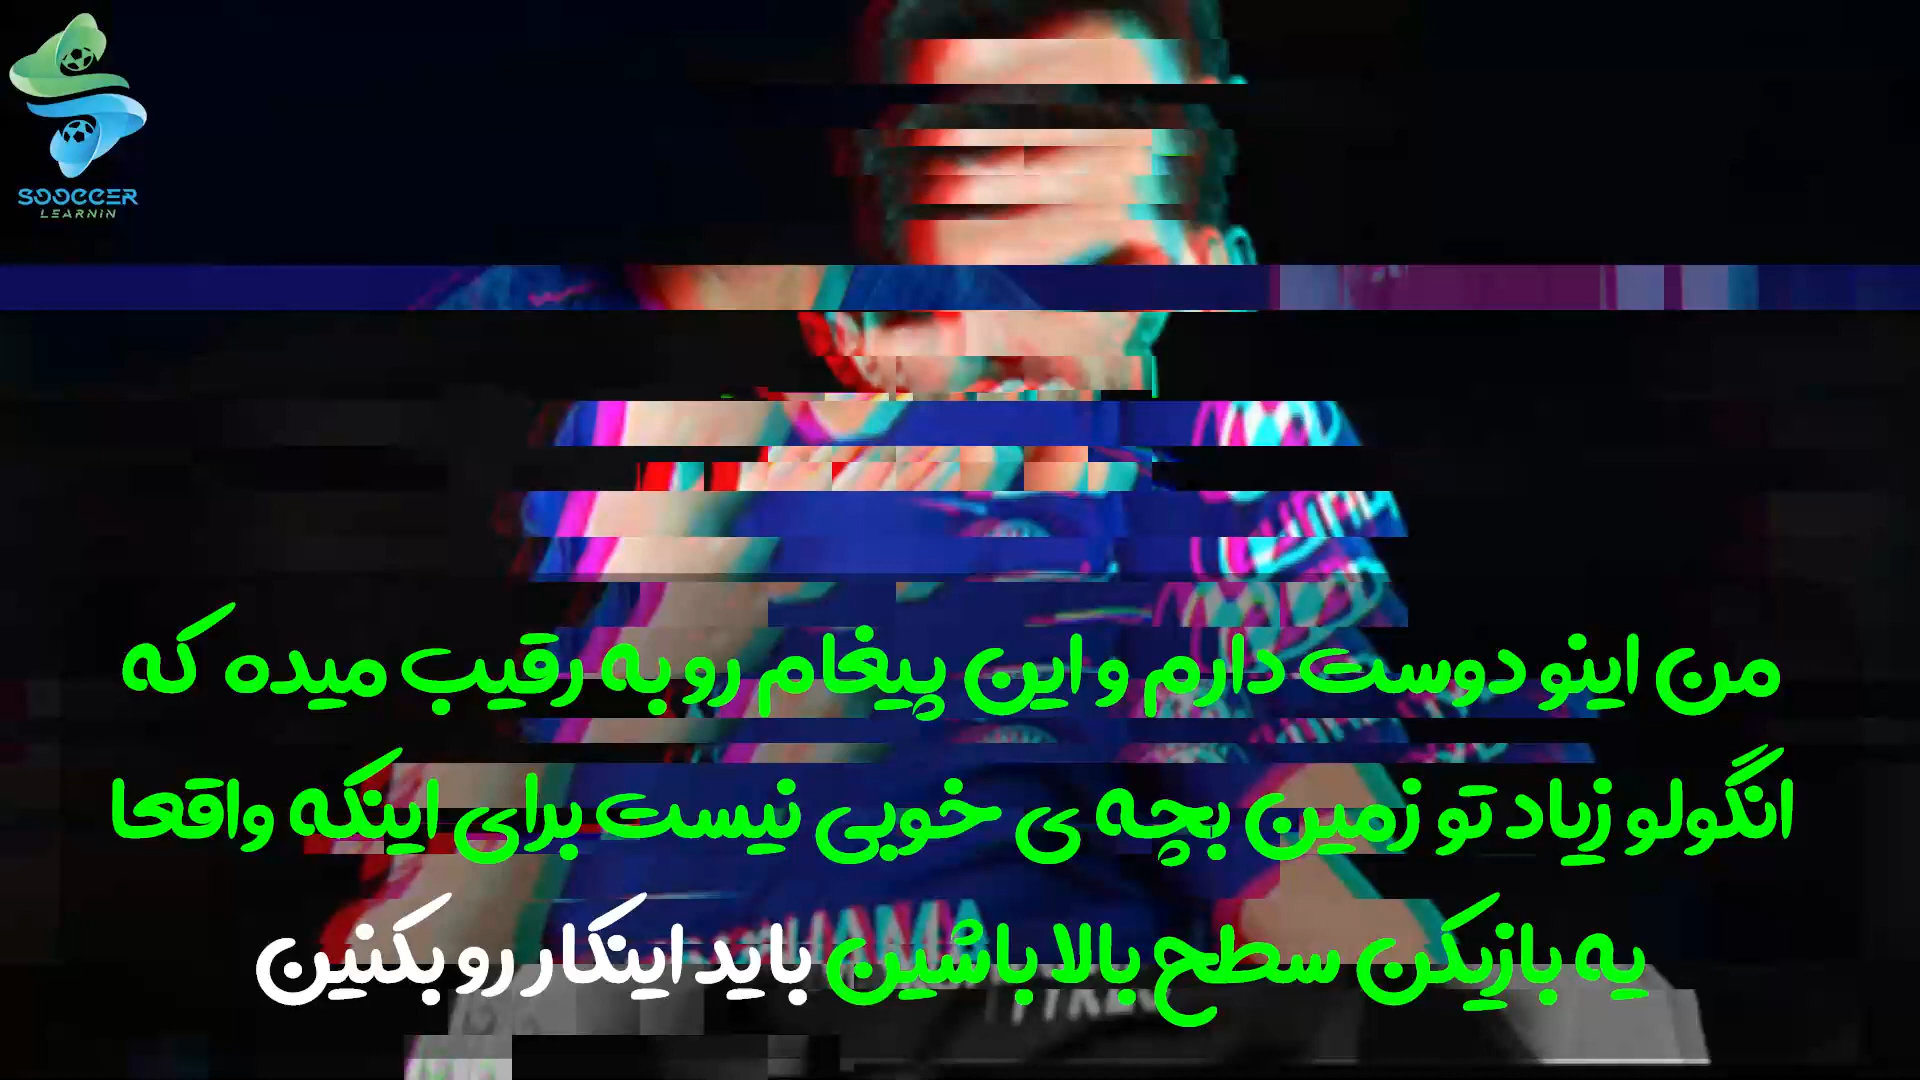 SOOCCER
LEARNIN
من اینو دوست دارم و این پیغام رو به رقیب میده که
انگولو زیاد تو زمین بچه ی خوبی نیست برای اینکه واقعا
یه بازیکن سطح بالا باشین باید اینکار رو بکنین